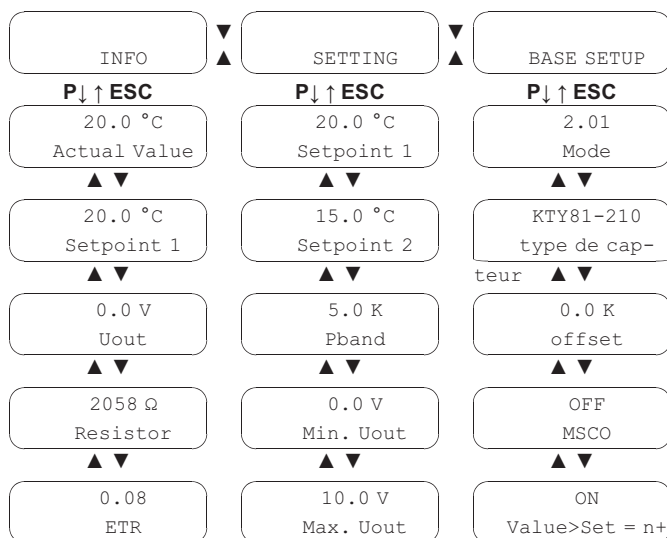 ▼ ▼
INFO ▲ SETTING ▲ BASE SETUP
P↓ ↑ ESC P↓ ↑ ESC P↓ ↑ ESC
20.0 °C 20.0 °C 2.01
Actual Value Setpoint 1 Mode
▲ ▼ ▲ ▼ ▲ ▼
20.0 °C 15.0 °C KTY81-210
Setpoint 1 Setpoint 2 type de cap-
▲ ▼ ▲ ▼ teur ▲ ▼
0.0 V 5.0 K 0.0 K
Uout Pband offset
▲ ▼ ▲ ▼ ▲ ▼
2058 Ω 0.0 V OFF
Resistor Min. Uout MSCO
▲ ▼ ▲ ▼ ▲ ▼
0.08 10.0 V ON
ETR Max. Uout Value>Set = n+